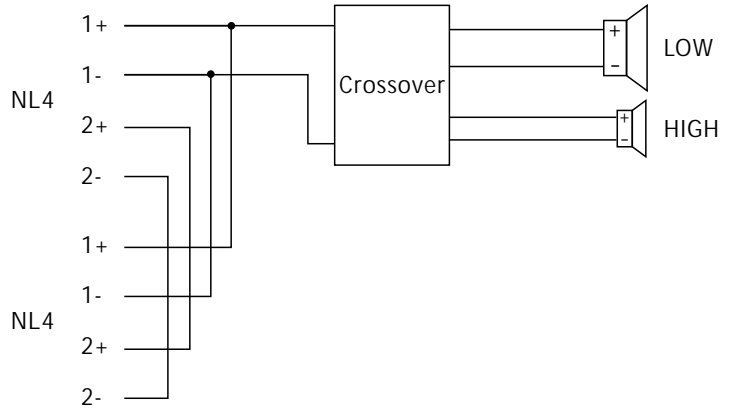 1+
1-
NL4
2+
2-
1+
1-
NL4
2+
2-
Crossover
+
−
LOW
+
−
HIGH